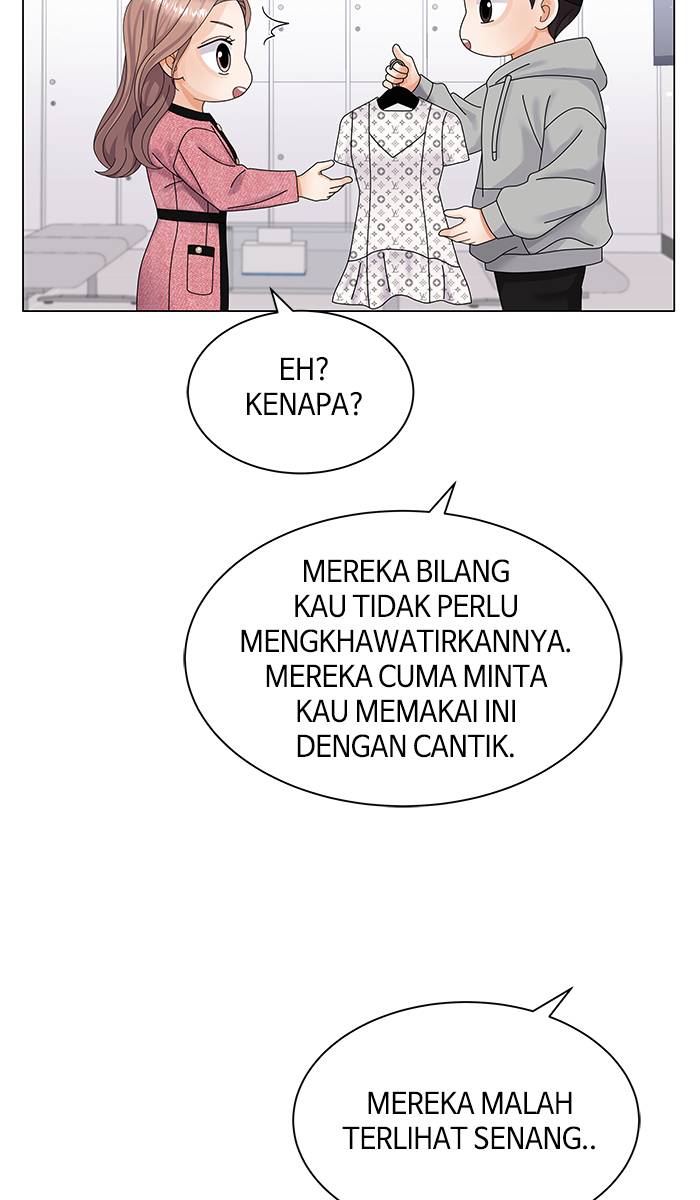 EH?
KENAPA?
MEREKA BILANG
KAU TIDAK PERLU
MENGKHAWATIRKANNYA.
MEREKA CUMA MINTA
KAU MEMAKAI INI
DENGAN CANTIK.
MEREKA MALAH
TERLIHAT SENANG..